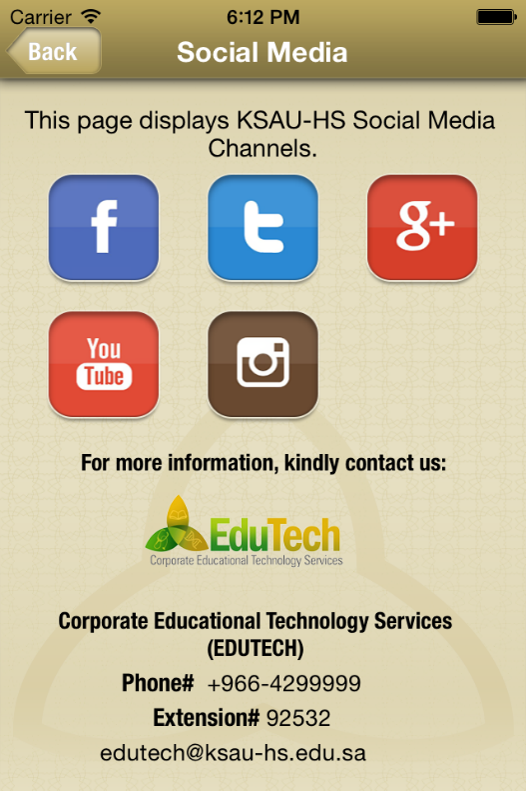 Carrier 6:12 PM
Back Social Media
This page displays KSAU-HS Social Media
Channels.
f t g+
You
Tube
For more information, kindly contact us:
EduTech
Corporate Educational Technology Services
Corporate Educational Technology Services
(EDUTECH)
Phone# +966-4299999
Extension# 92532
edutech@ksau-hs.edu.sa